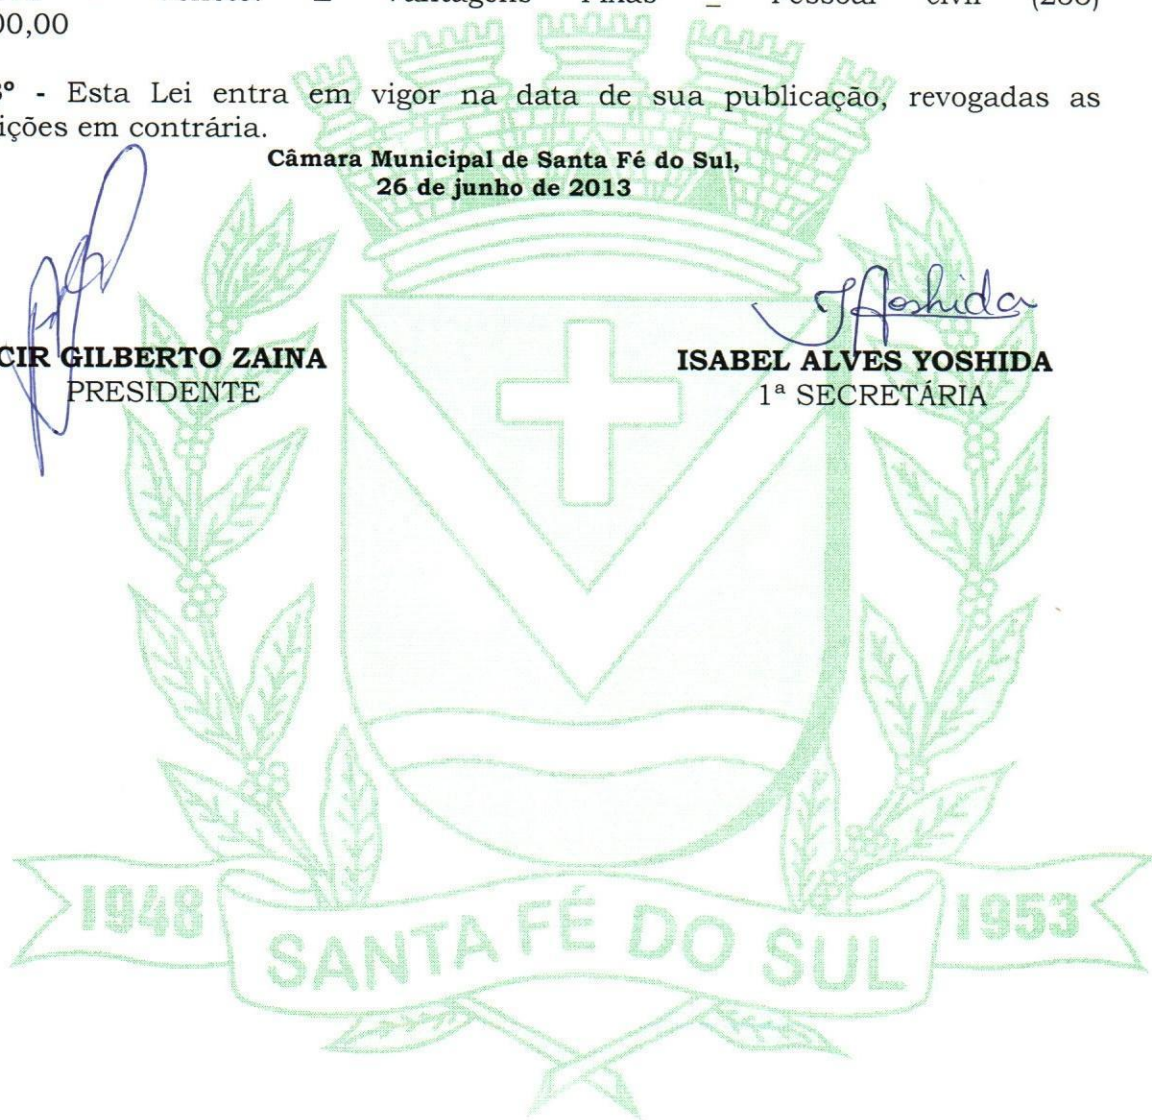 Vantagens Fixas _ Pessoal civil
00,00
3º - Esta Lei entra em vigor na data de sua publicação, revogadas as
ições em contrária.
Câmara Municipal de Santa Fé do Sul,
26 de junho de 2013
Yoshida
CIR GILBERTO ZAINA
PRESIDENTE
ISABEL ALVES YOSHIDA
1ª SECRETÁRIA
1948
SANTA FÉ DO SUL
1953